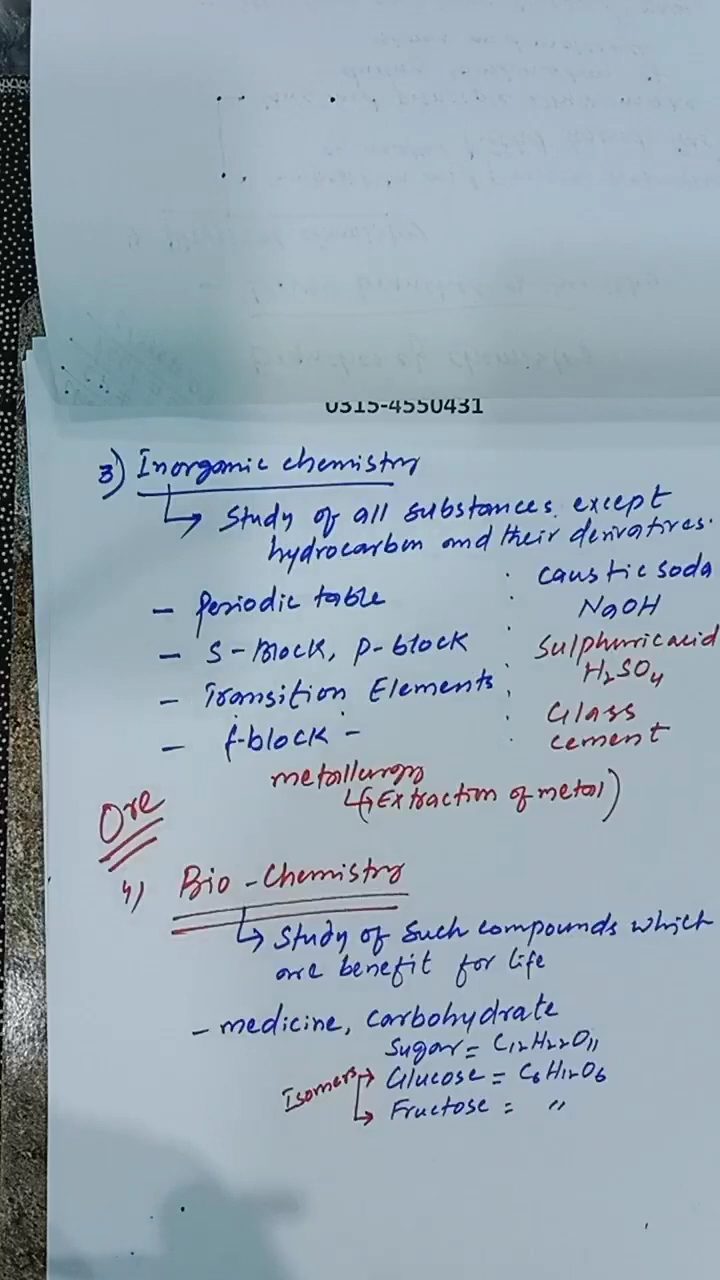 0315-4550431
3) Inorganic chemistry
↳ Study of all substances except
hydrocarbon and their derivatives.
- Periodic table
- S-Block, P-block
- Transition Elements
- f-block -
· caustic soda
NaOH
Sulphuric acid
H₂SO₄
· Glass
· cement
metallurgy
↳ (Extraction of metal)
Ore
4) Bio-Chemistry
↳ Study of Such compounds which
are benefit for life
- medicine, carbohydrate
Sugar = C₁₂H₂₂O₁₁
Isomers → Glucose = C₆H₁₂O₆
→ Fructose = "